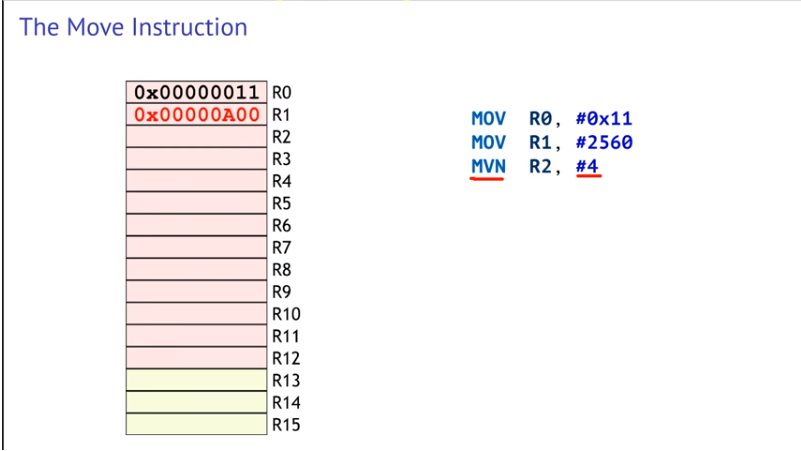 The Move Instruction
0x00000011 R0
0x00000A00 R1
R2
R3
R4
R5
R6
R7
R8
R9
R10
R11
R12
R13
R14
R15
MOV R0, #0x11
MOV R1, #2560
MVN R2, #4